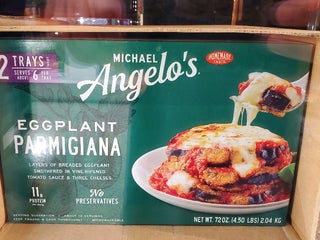 2 TRAYS
SERVES 6 PER
ABOUT TRAY
MICHAEL
Angelo's
HOMEMADE
EGGPLANT
PARMIGIANA
LAYERS OF BREADED EGGPLANT
SMOTHERED IN VINE-RIPENED
TOMATO SAUCE & THREE CHEESES
11g
PROTEIN
No
PRESERVATIVES
SERVING SUGGESTION
NET WT. 72 OZ. (4.50 LBS) 2.04 KG